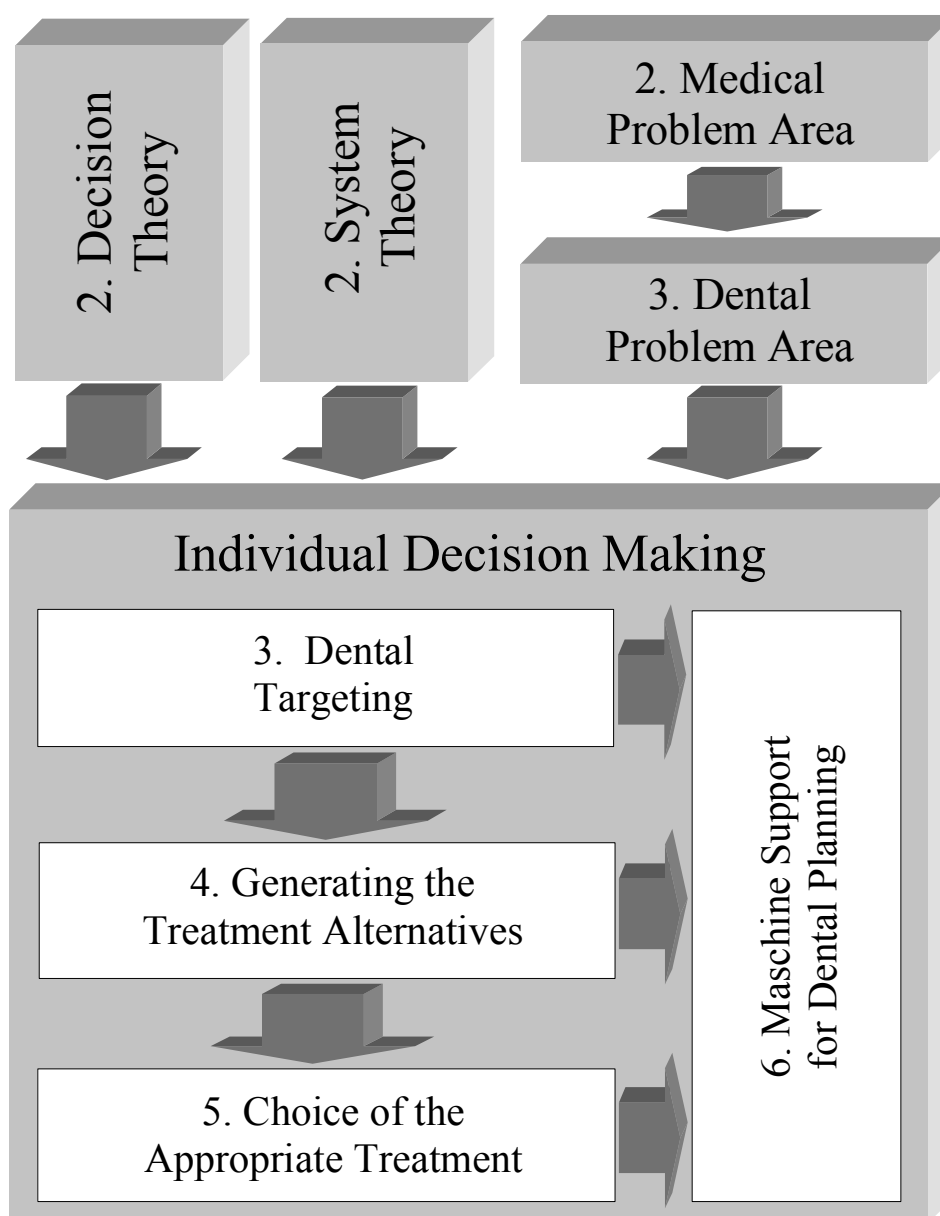 2. Decision
Theory
2. System
Theory
2. Medical
Problem Area
3. Dental
Problem Area
Individual Decision Making
3. Dental
Targeting
4. Generating the
Treatment Alternatives
5. Choice of the
Appropriate Treatment
6. Maschine Support
for Dental Planning